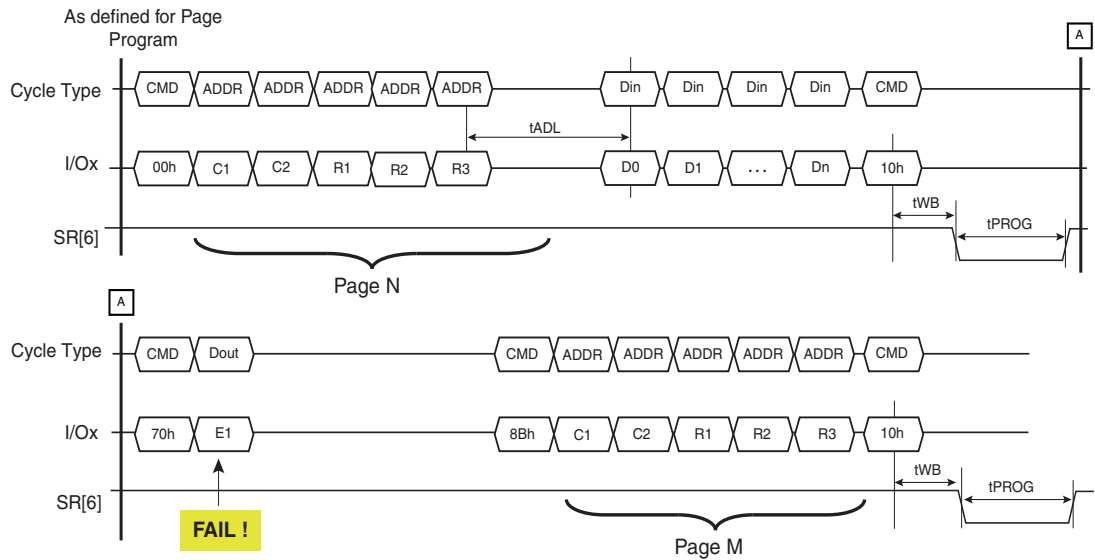 As defined for Page
Program
A
Cycle Type CMD ADDR ADDR ADDR ADDR ADDR Din Din Din Din CMD
tADL
I/Ox 00h C1 C2 R1 R2 R3 D0 D1 ... Dn 10h
tWB
tPROG
SR[6]
Page N
A
Cycle Type CMD Dout CMD ADDR ADDR ADDR ADDR ADDR CMD
I/Ox 70h E1 8Bh C1 C2 R1 R2 R3 10h
tWB
tPROG
SR[6]
FAIL !
Page M